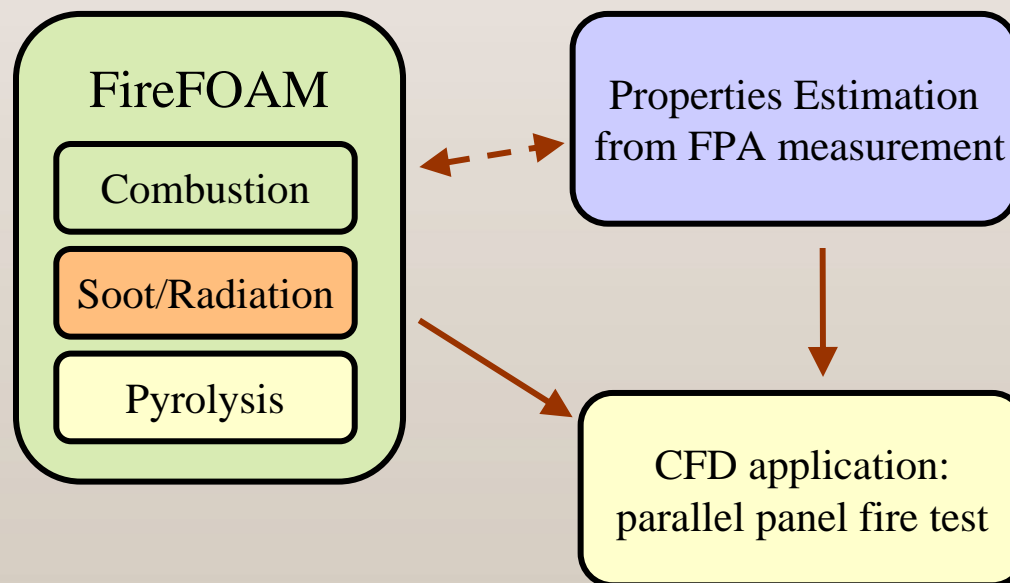 FireFOAM
Combustion
Soot/Radiation
Pyrolysis
Properties Estimation
from FPA measurement
CFD application:
parallel panel fire test